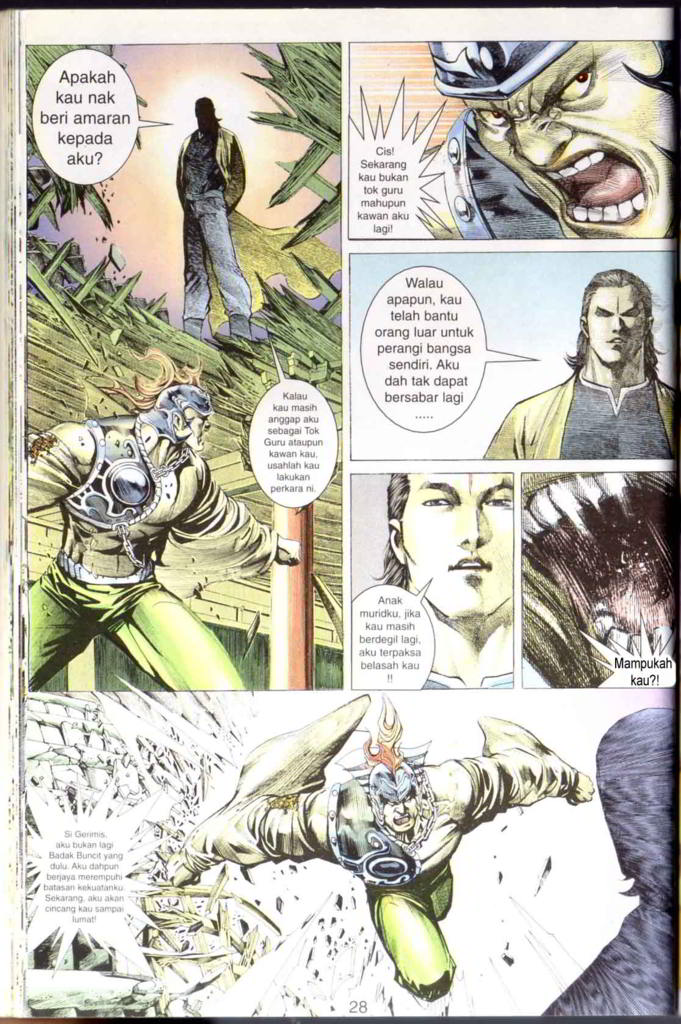 Apakah
kau nak
beri amaran
kepada
aku?
Kalau
kau masih
anggap aku
sebagai Tok
Guru ataupun
kawan kau,
usahlah kau
lakukan
perkara ni.
Cis!
Sekarang
kau bukan
tok guru
mahupun
kawan aku
lagi!
Walau
apapun, kau
telah bantu
orang luar untuk
perangi bangsa
sendiri. Aku
dah tak dapat
bersabar lagi
.....
Anak
muridku, jika
kau masih
berdegil lagi,
aku terpaksa
belasah kau
!!
Mampukah
kau?!
Si Gerimis,
aku bukan lagi
Badak Buncit yang
dulu. Aku dahpun
berjaya merempuhi
batasan kekuatanku.
Sekarang, aku akan
cincang kau sampai
lumat!
28